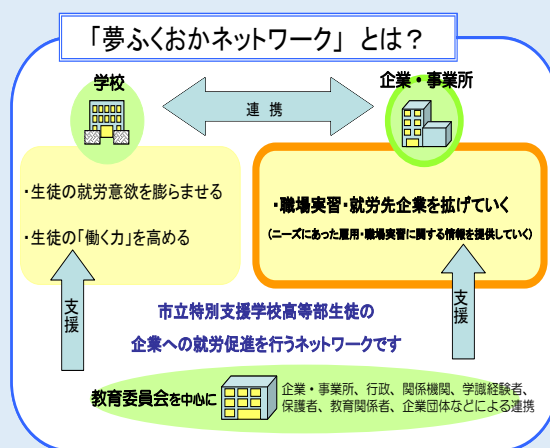 「夢ふくおかネットワーク」とは？
学校
企業・事業所
連 携
・生徒の就労意欲を膨らませる
・生徒の「働く力」を高める
・職場実習・就労先企業を拡げていく
(ニーズにあった雇用・職場実習に関する情報を提供していく)
支援
支援
市立特別支援学校高等部生徒の
企業への就労促進を行うネットワークです
教育委員会を中心に
企業・事業所、行政、関係機関、学識経験者、
保護者、教育関係者、企業団体などによる連携